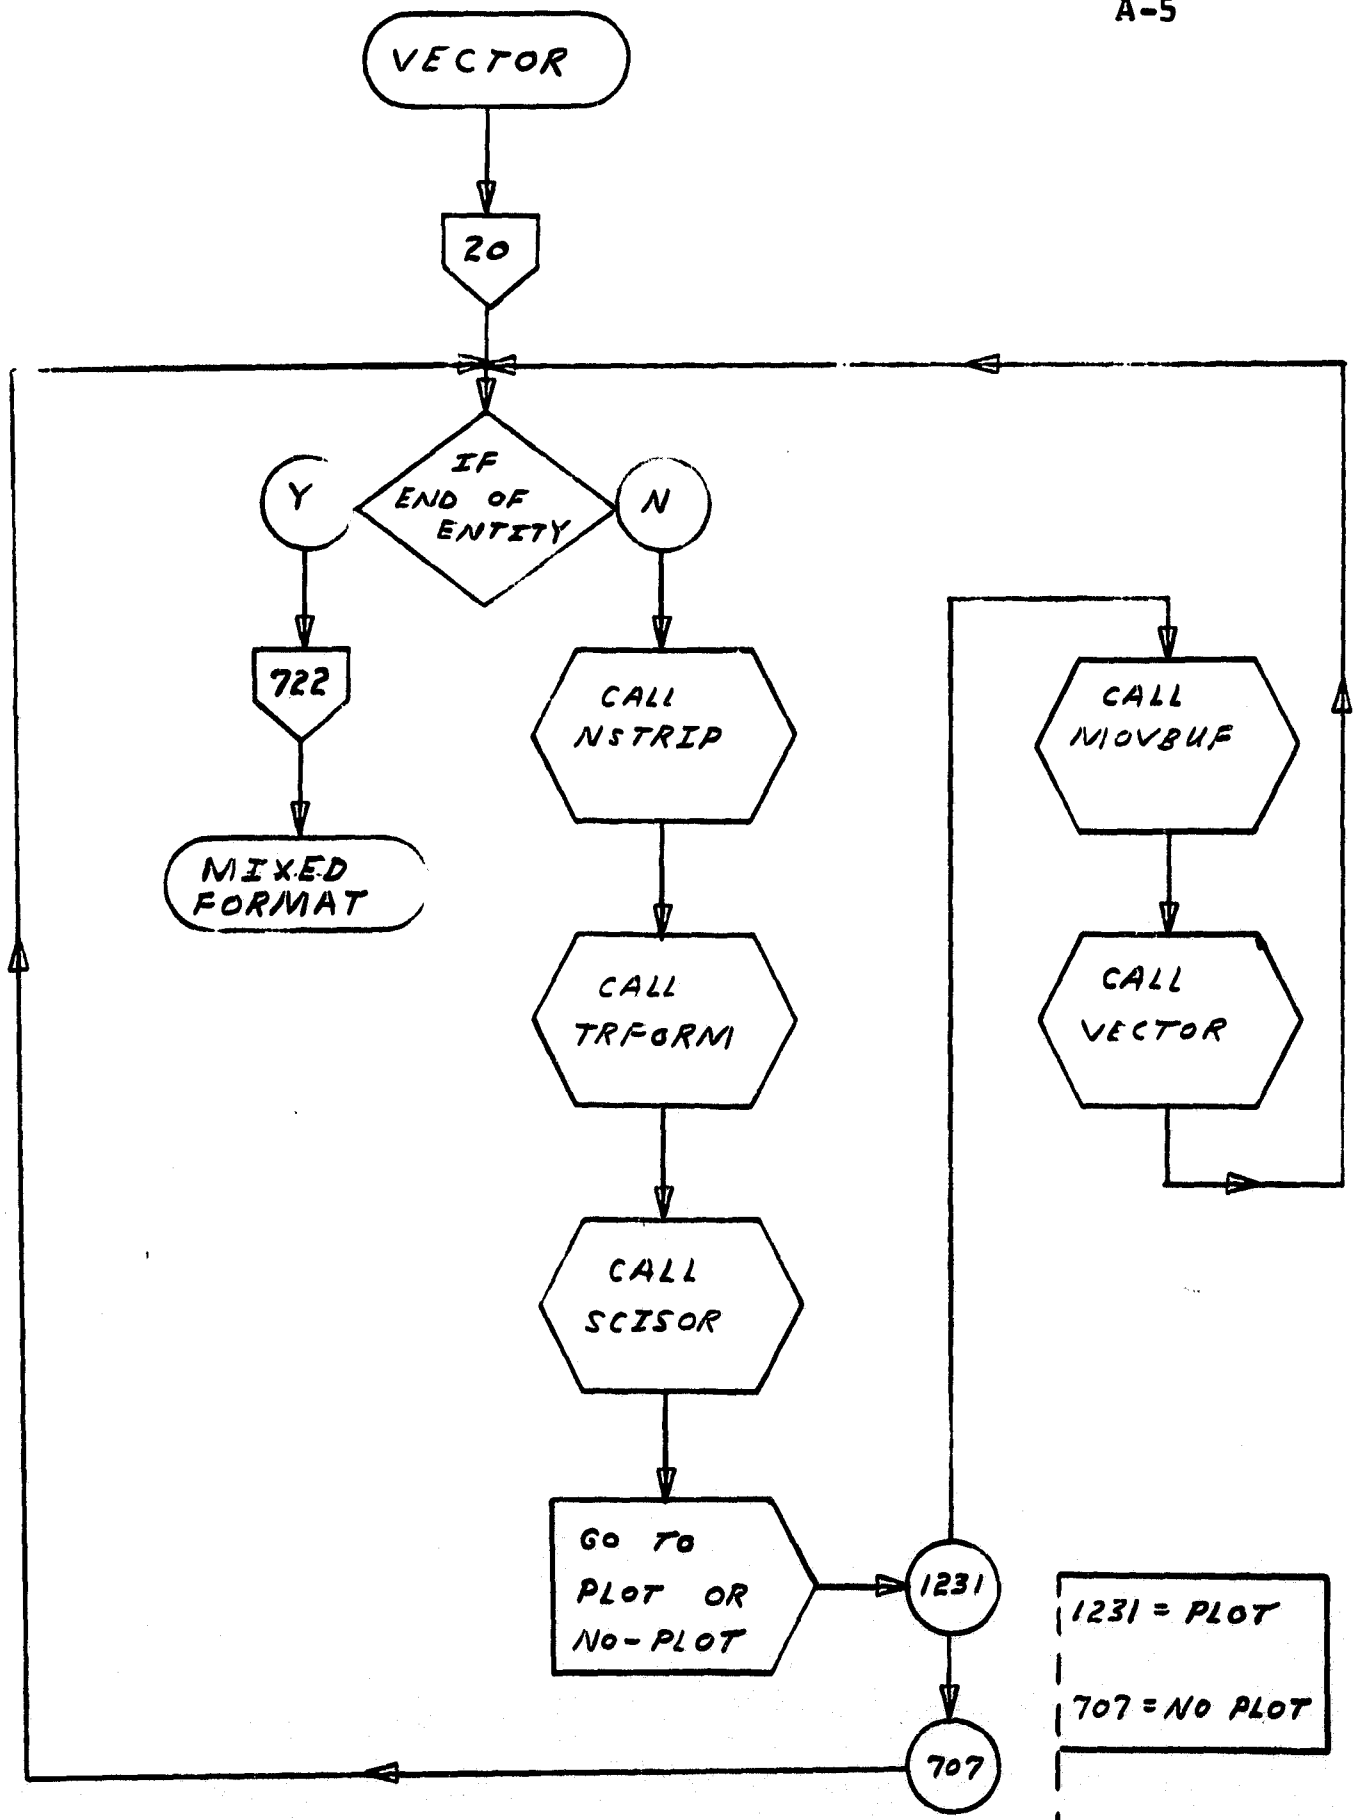 A-5
VECTOR
20
IF
END OF
ENTITY
Y
N
722
MIXED
FORMAT
CALL
NSTRIP
CALL
TRFORM
CALL
SCISOR
GO TO
PLOT OR
NO-PLOT
1231
707
CALL
MOVBUF
CALL
VECTOR
1231 = PLOT
707 = NO PLOT